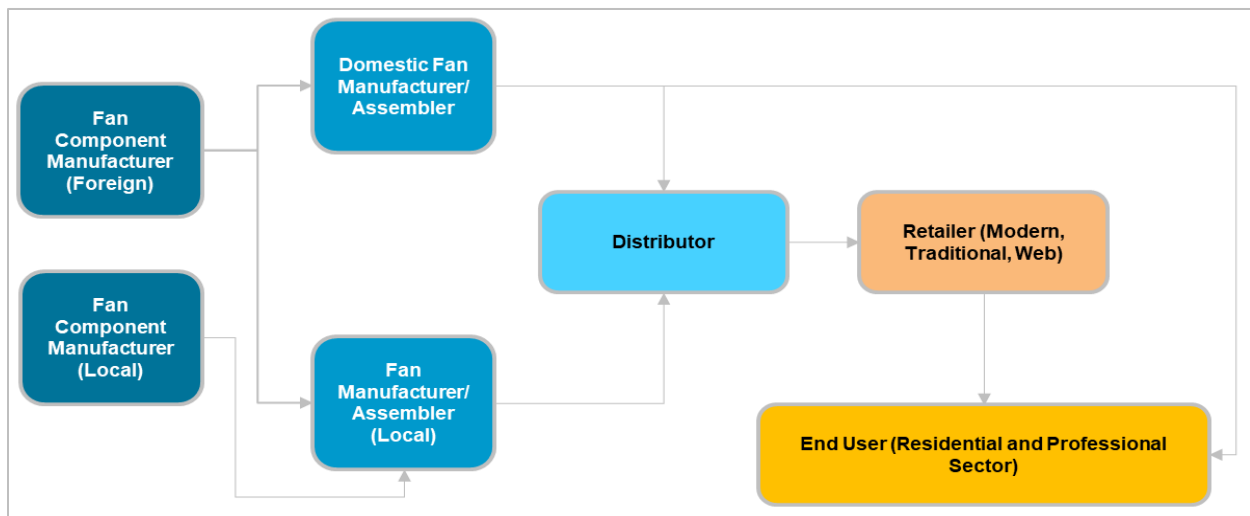 Domestic Fan
Manufacturer/
Assembler
Fan
Component
Manufacturer
(Foreign)
Distributor
Retailer (Modern,
Traditional, Web)
Fan
Component
Manufacturer
(Local)
Fan
Manufacturer/
Assembler
(Local)
End User (Residential and Professional
Sector)